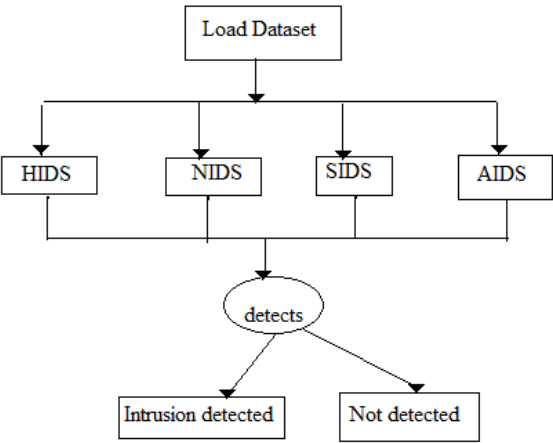 Load Dataset
HIDS
NIDS
SIDS
AIDS
detects
Intrusion detected
Not detected